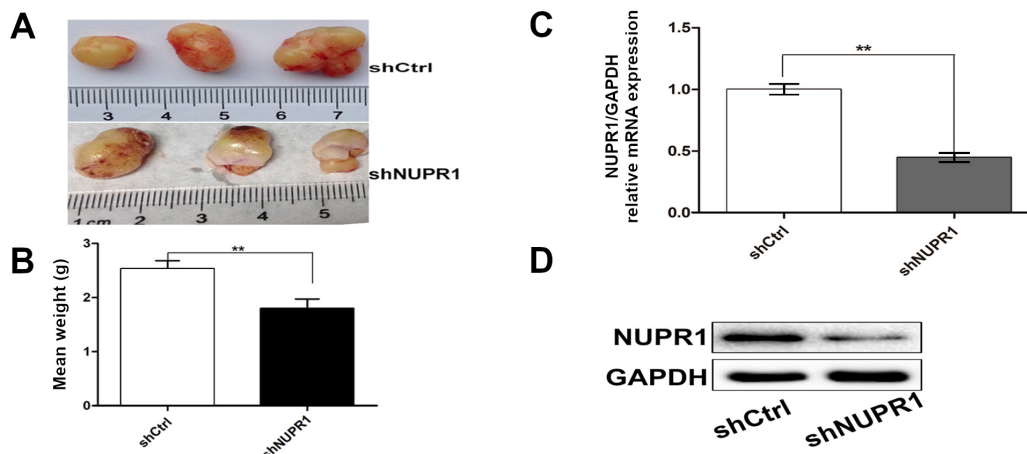 A
shCtrl
3 4 5 6 7
shNUPR1
1 cm 2 3 4 5
B
Mean weight (g)
3
2
1
0
**
shCtrl
shNUPR1
C
NUPR1/GAPDH
relative mRNA expression
1.5
1.0
0.5
0.0
**
shCtrl
shNUPR1
D
NUPR1
GAPDH
shCtrl
shNUPR1